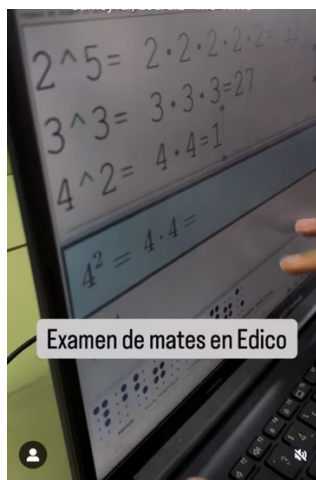 2^5= 2·2·2·2·2= 32
3^3= 3·3·3=27
4^2= 4·4=1
4² = 4·4=
Examen de mates en Edico